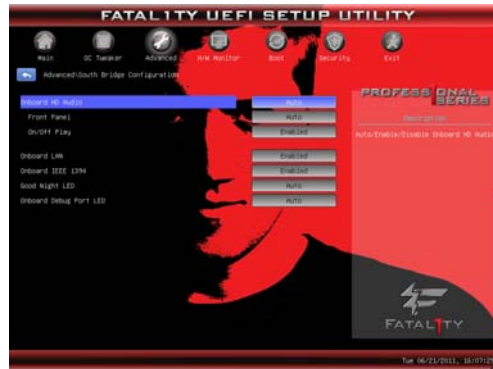 FATAL1TY UEFI SETUP UTILITY
Main OC Tweaker Advanced H/W Monitor Boot Security Exit
Advanced\South Bridge Configuration
Onboard HD Audio Auto
Front Panel Auto
On/Off Play Enabled
Onboard LAN Enabled
Onboard IEEE 1394 Enabled
Good Night LED Auto
Onboard Debug Port LED Auto
PROFESSIONAL
SERIES
Description
Auto/Enable/Disable Onboard HD Audio
FATAL1TY
Tue 06/21/2011, 16:07:29